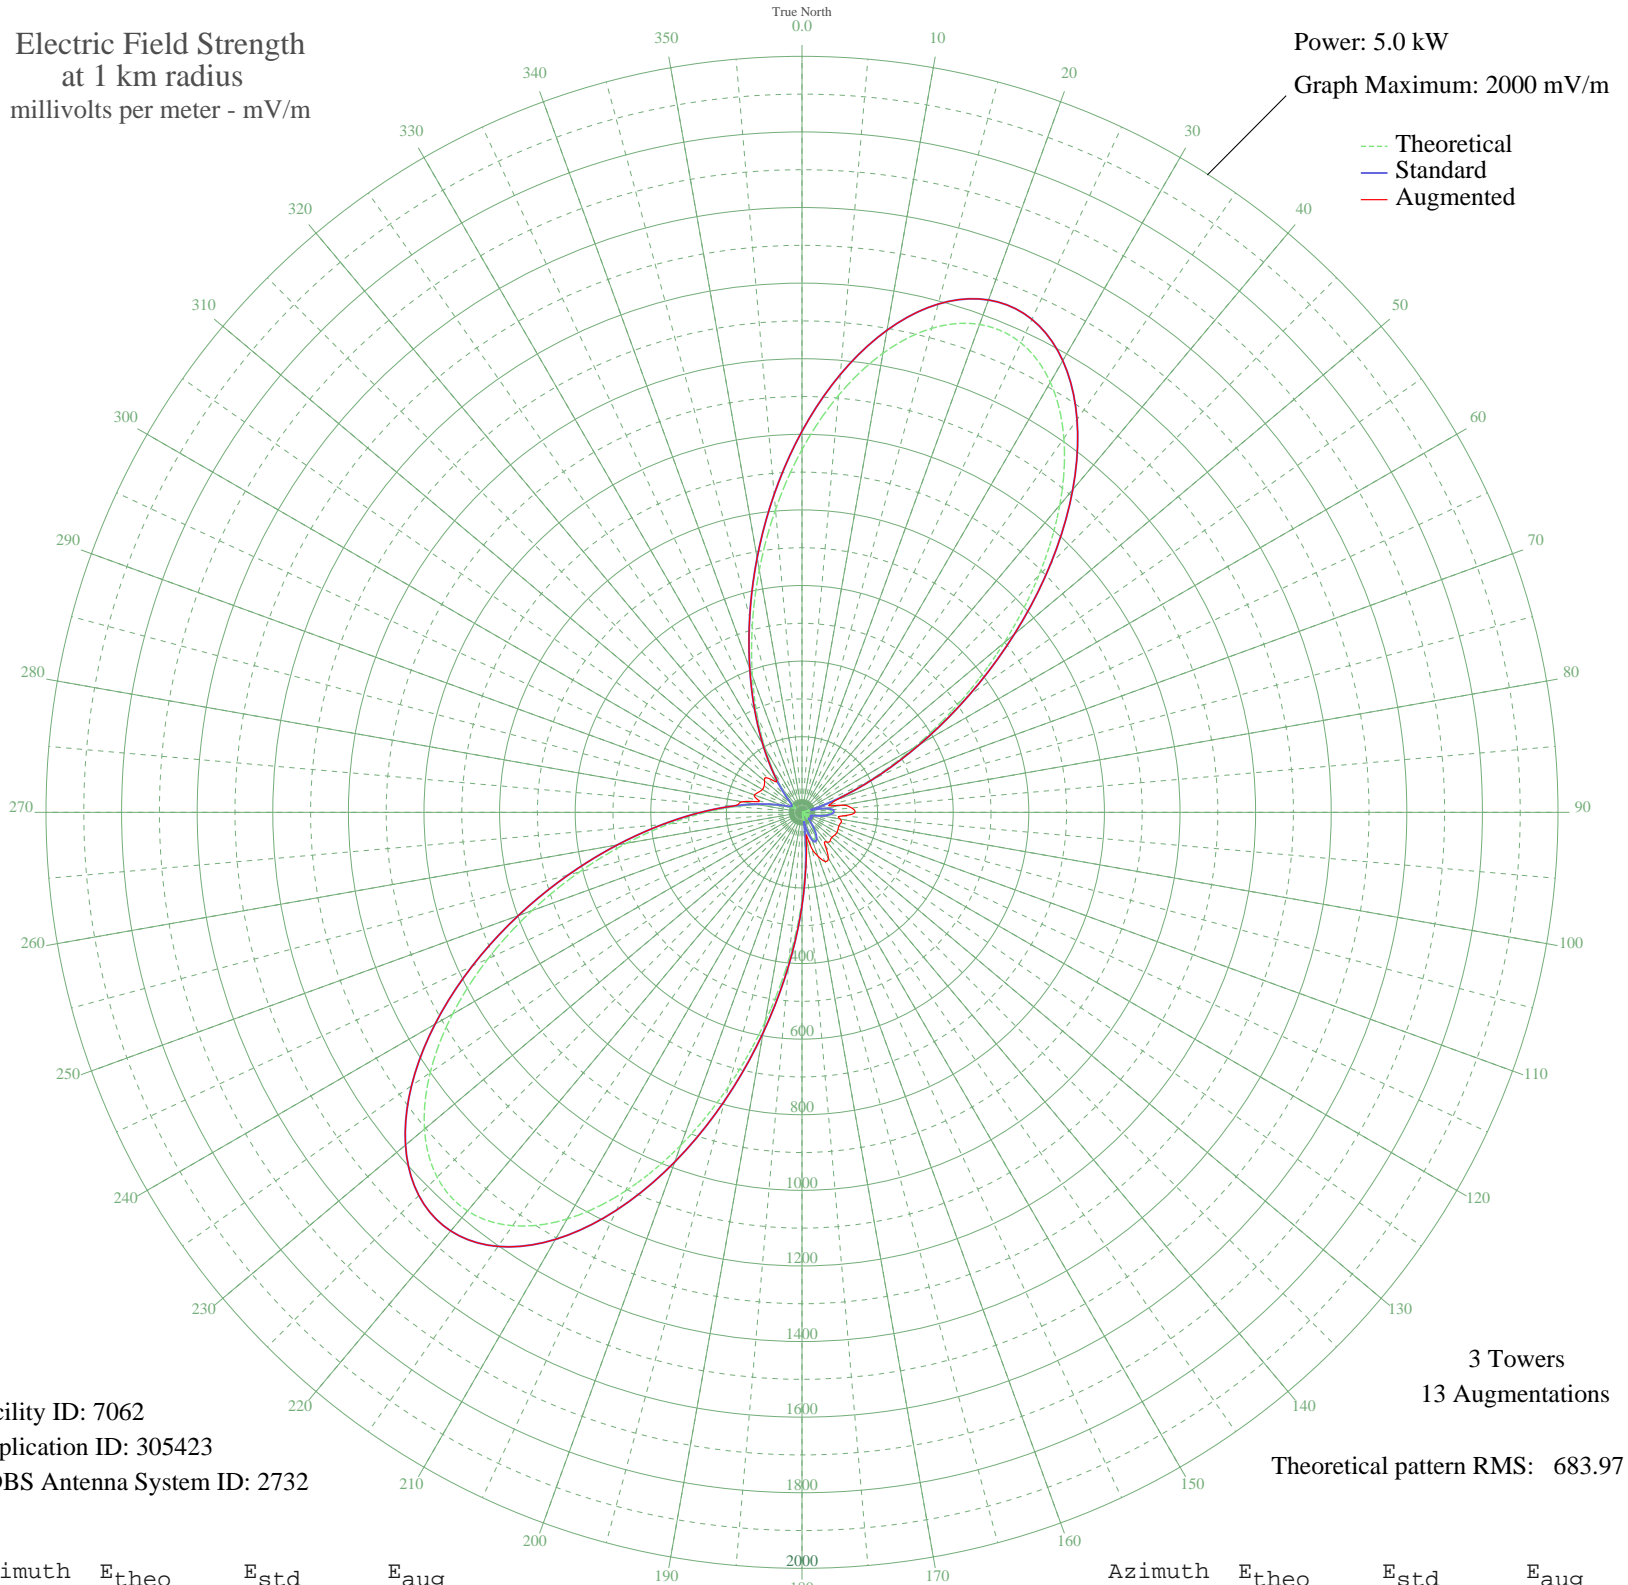 True North
Electric Field Strength
at 1 km radius
millivolts per meter - mV/m
Power: 5.0 kW
Graph Maximum: 2000 mV/m
Theoretical
Standard
Augmented
0.0
10
20
30
40
50
60
70
80
90
100
110
120
130
140
150
160
170
190
200
210
220
230
240
250
260
270
280
290
300
310
320
330
340
350
400
600
800
1000
1200
1400
1600
1800
2000
3 Towers
13 Augmentations
Theoretical pattern RMS: 683.97
cility ID: 7062
plication ID: 305423
DBS Antenna System ID: 2732
imuth Etheo Estd Eaug
Azimuth Etheo Estd Eaug